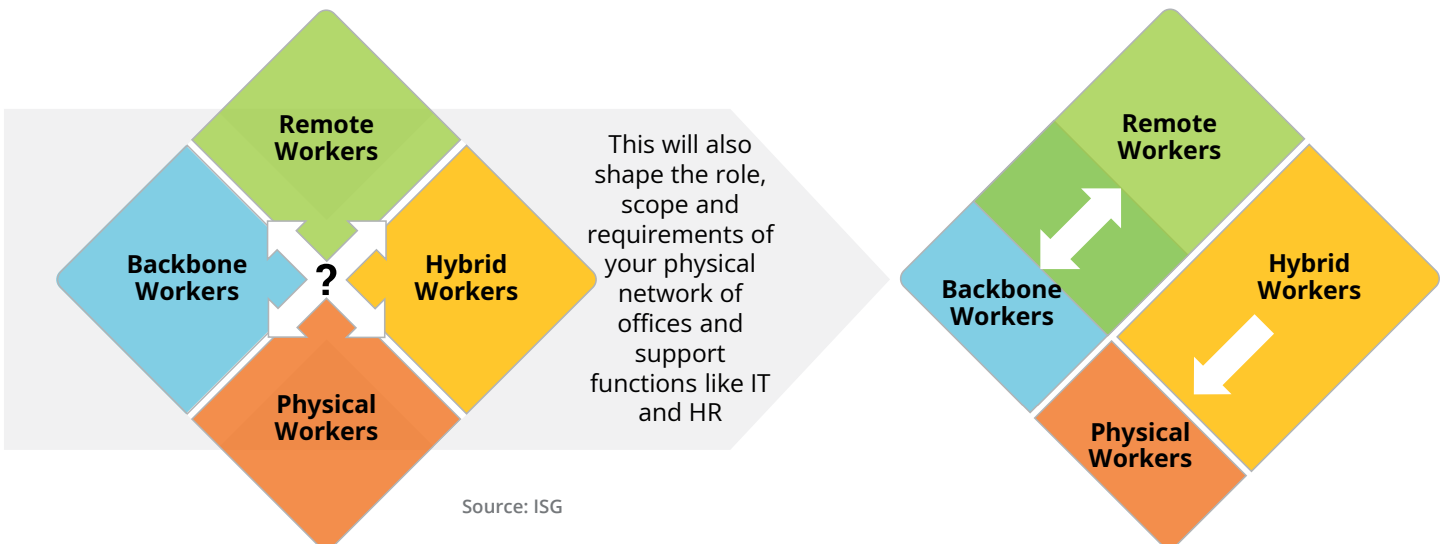 Remote
Workers
Backbone
Workers
?
Hybrid
Workers
Physical
Workers
This will also
shape the role,
scope and
requirements of
your physical
network of
offices and
support
functions like IT
and HR
Remote
Workers
Backbone
Workers
Hybrid
Workers
Physical
Workers
Source: ISG